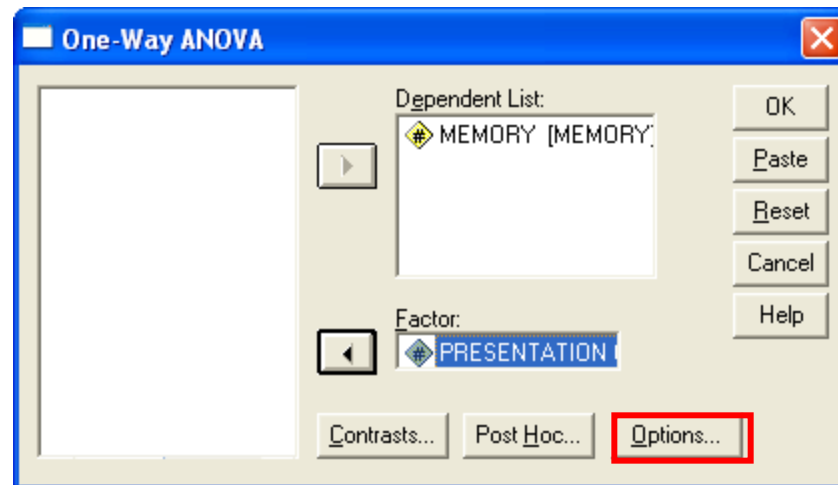 One-Way ANOVA
Dependent List:
# MEMORY [MEMORY]
Factor:
# PRESENTATION
OK
Paste
Reset
Cancel
Help
Contrasts...
Post Hoc...
Options...